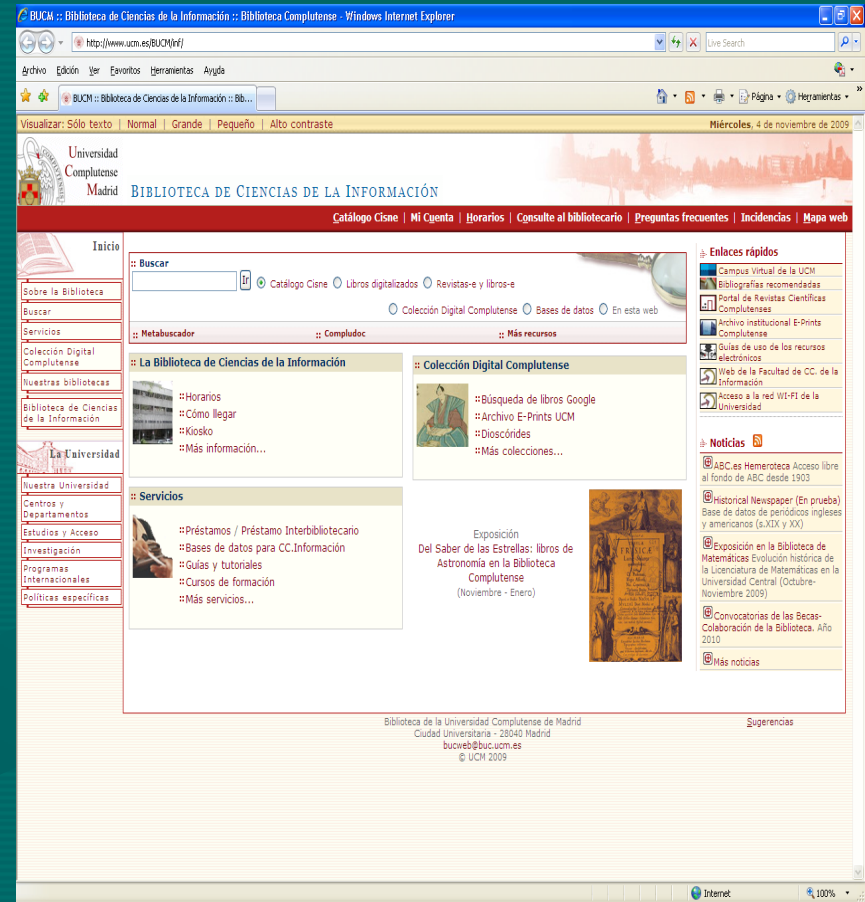 BUCM :: Biblioteca de Ciencias de la Información :: Biblioteca Complutense - Windows Internet Explorer
http://www.ucm.es/BUCM/inf/
Live Search
Archivo Edición Ver Favoritos Herramientas Ayuda
BUCM :: Biblioteca de Ciencias de la Información :: Bib...
Página Herramientas »
Visualizar: Sólo texto | Normal | Grande | Pequeño | Alto contraste
Miércoles, 4 de noviembre de 2009
Universidad
Complutense
Madrid
BIBLIOTECA DE CIENCIAS DE LA INFORMACIÓN
Catálogo Cisne | Mi Cuenta | Horarios | Consulte al bibliotecario | Preguntas frecuentes | Incidencias | Mapa web
Inicio
Sobre la Biblioteca
Buscar
Servicios
Colección Digital
Complutense
Nuestras bibliotecas
Biblioteca de Ciencias
de la Información
La Universidad
Nuestra Universidad
Centros y
Departamentos
Estudios y Acceso
Investigación
Programas
Internacionales
Políticas específicas
:: Buscar
Ir Catálogo Cisne Libros digitalizados Revistas-e y libros-e
Colección Digital Complutense Bases de datos En esta web
:: Metabuscador :: Compludoc :: Más recursos
:: La Biblioteca de Ciencias de la Información
::Horarios
::Cómo llegar
::Kiosko
::Más información...
:: Colección Digital Complutense
::Búsqueda de libros Google
::Archivo E-Prints UCM
::Dioscórides
::Más colecciones...
:: Servicios
::Préstamos / Préstamo Interbibliotecario
::Bases de datos para CC.Información
::Guías y tutoriales
::Cursos de formación
::Más servicios...
Exposición
Del Saber de las Estrellas: libros de
Astronomía en la Biblioteca
Complutense
(Noviembre - Enero)
Enlaces rápidos
Campus Virtual de la UCM
Bibliografías recomendadas
Portal de Revistas Científicas
Complutenses
Archivo institucional E-Prints
Complutense
Guías de uso de los recursos
electrónicos
Web de la Facultad de CC. de la
Información
Acceso a la red WI-FI de la
Universidad
Noticias
ABC.es Hemeroteca Acceso libre
al fondo de ABC desde 1903
Historical Newspaper (En prueba)
Base de datos de periódicos ingleses
y americanos (s.XIX y XX)
Exposición en la Biblioteca de
Matemáticas Evolución histórica de
la Licenciatura de Matemáticas en la
Universidad Central (Octubre-
Noviembre 2009)
Convocatorias de las Becas-
Colaboración de la Biblioteca. Año
2010
Más noticias
Biblioteca de la Universidad Complutense de Madrid
Ciudad Universitaria - 28040 Madrid
bucweb@buc.ucm.es
© UCM 2009
Sugerencias
Internet
100%